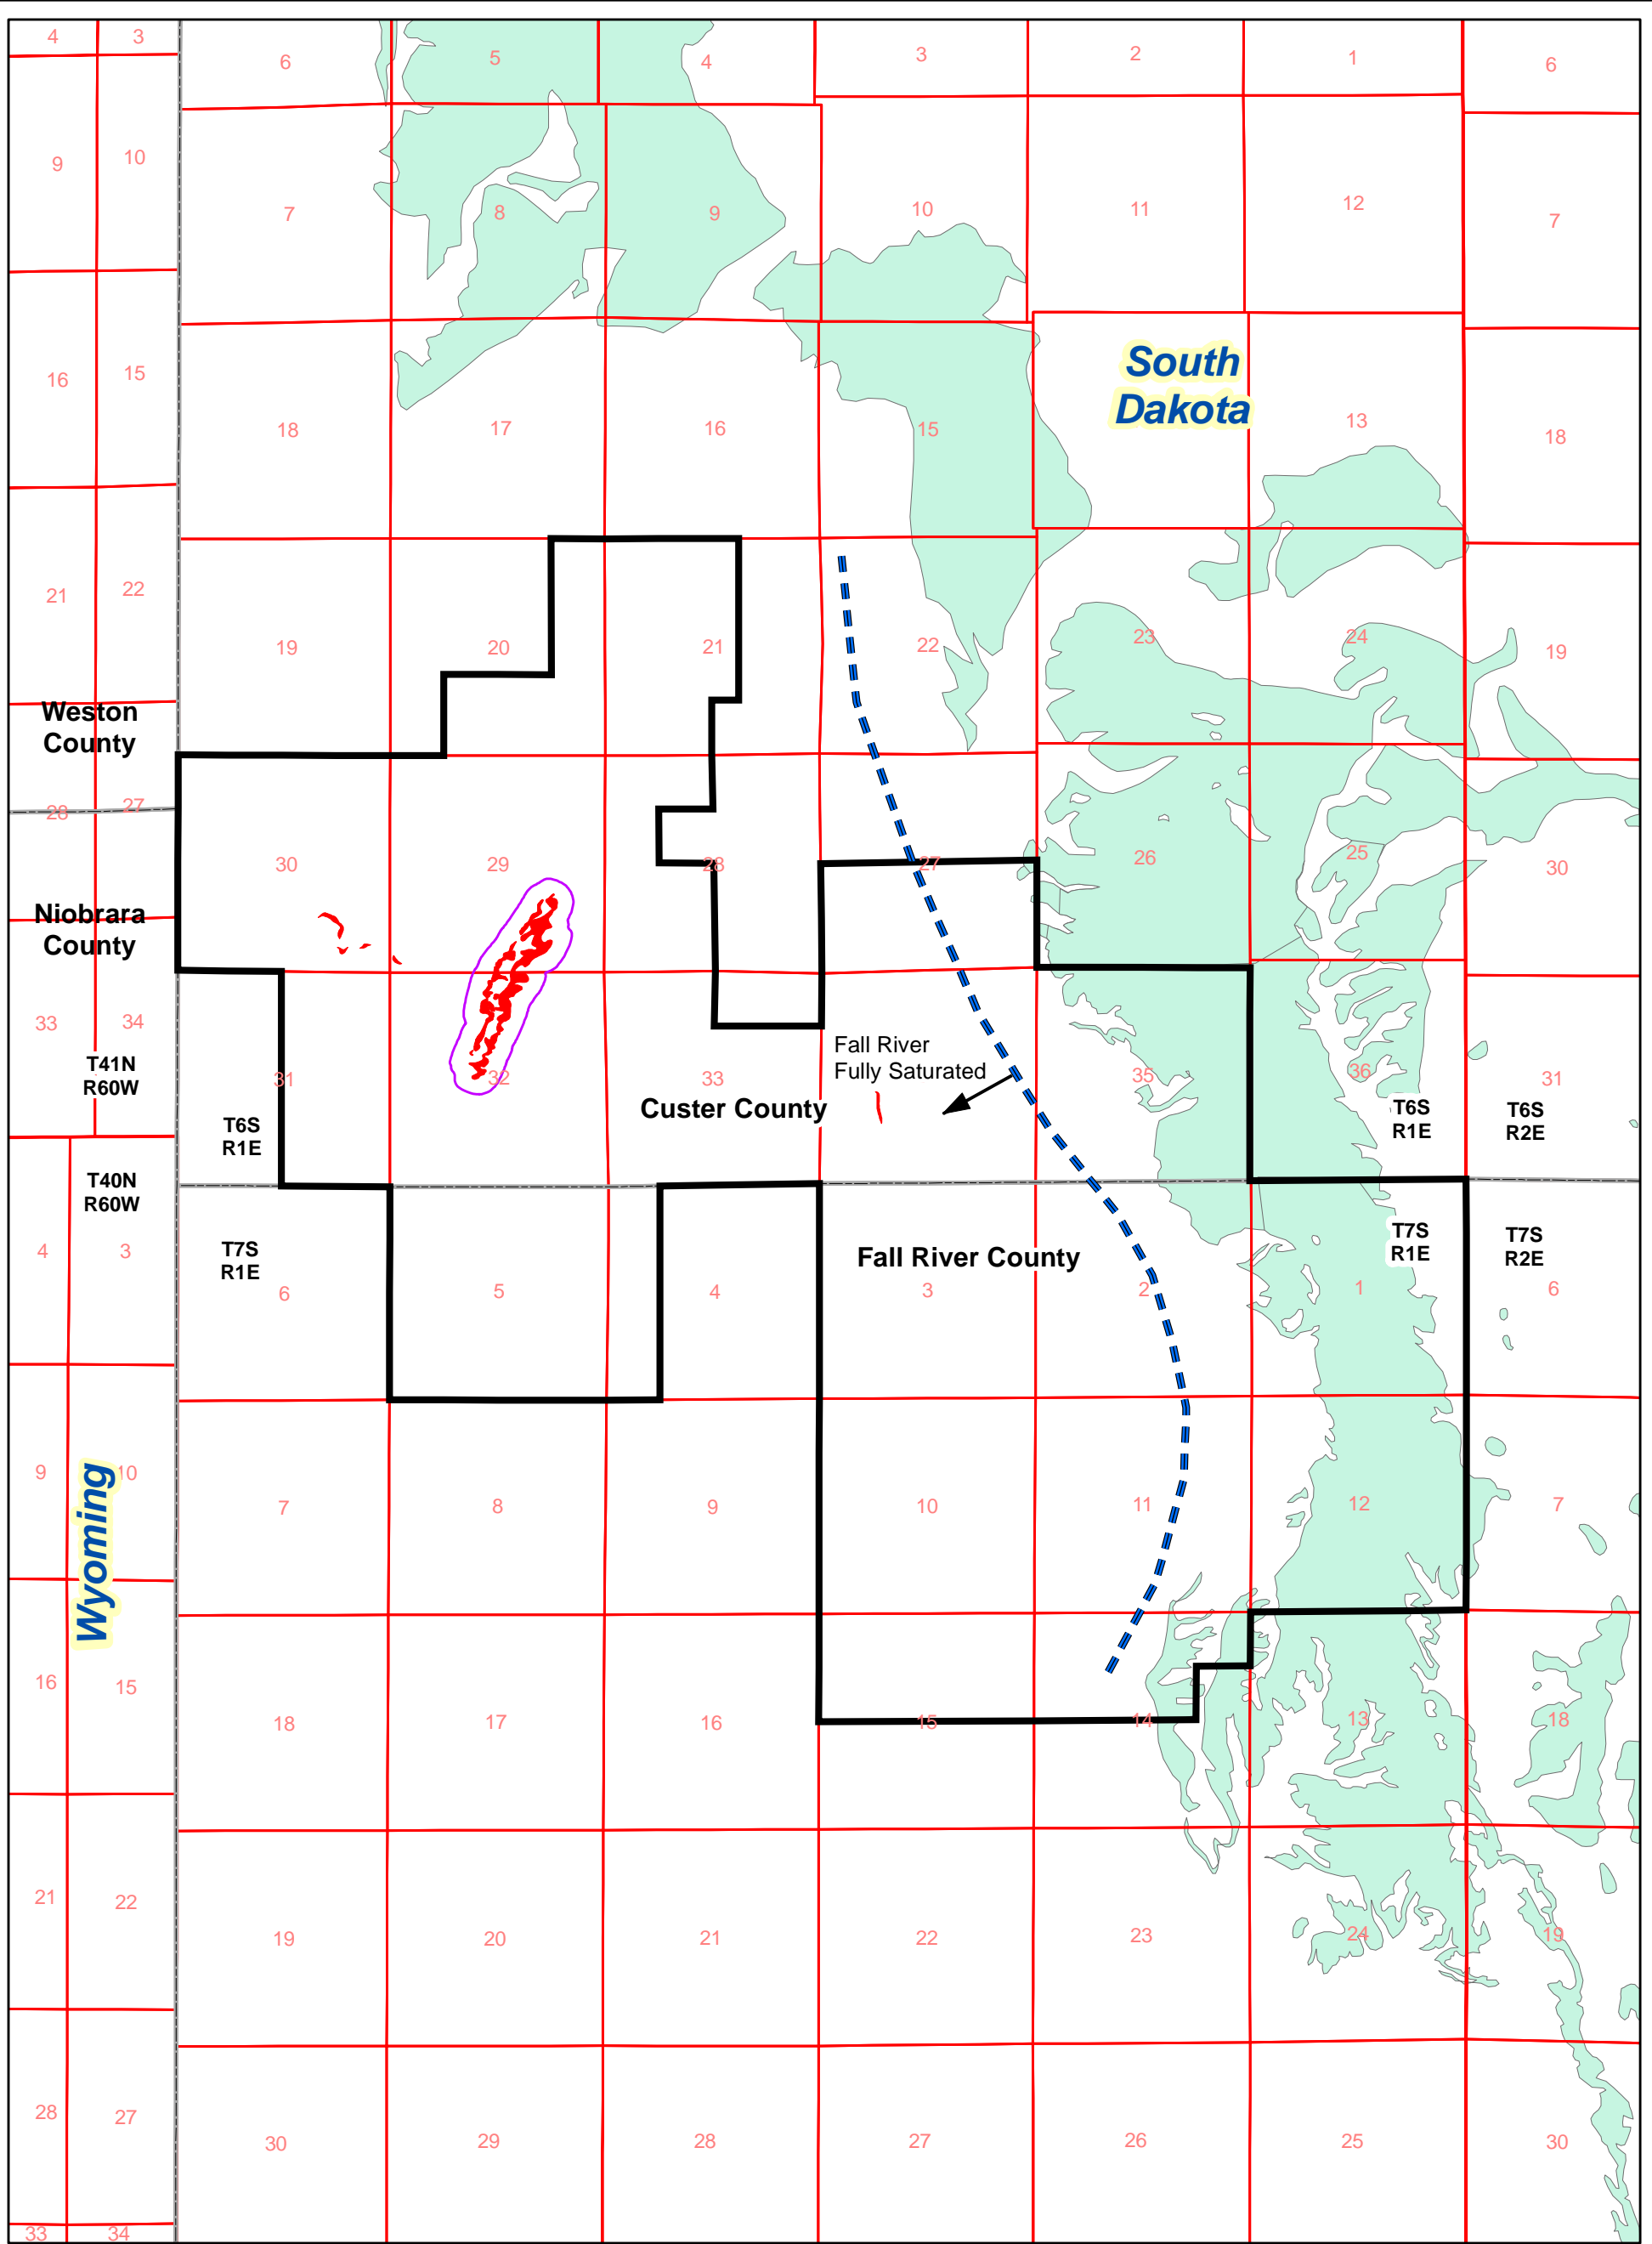 4 3 6 5 4 3 2 1 6
9 10 7 8 9 10 11 12 7
South
Dakota
16 15 18 17 16 15 13 18
21 22 19 20 21 22 23 24 19
Weston
County
28 27 30 29 28 27 26 25 30
Niobrara
County
33 34 31 32 33 35 36 31
Fall River
Fully Saturated
T41N
R60W
Custer County
T6S
R1E
T6S
R1E
T6S
R2E
T40N
R60W
T7S
R1E
Fall River County
T7S
R1E
T7S
R2E
4 3 6 5 4 3 2 1 6
9 10 7 8 9 10 11 12 7
Wyoming
16 15 18 17 16 15 14 13 18
21 22 19 20 21 22 23 24 19
28 27 30 29 28 27 26 25 30
33 34